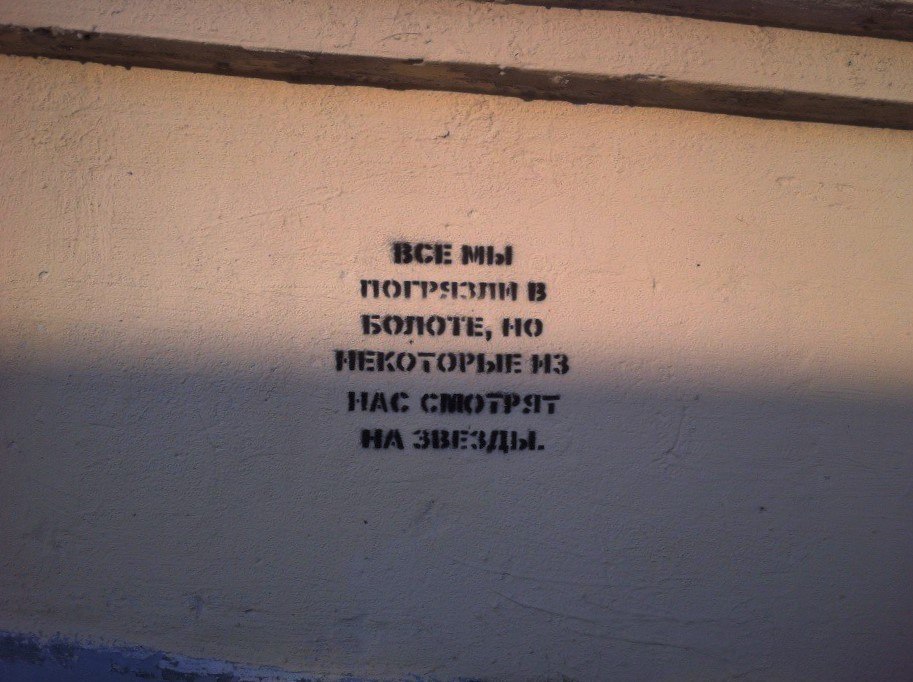 ВСЕ МЫ
ПОГРЯЗЛИ В
БОЛОТЕ, НО
НЕКОТОРЫЕ ИЗ
НАС СМОТРЯТ
НА ЗВЕЗДЫ.